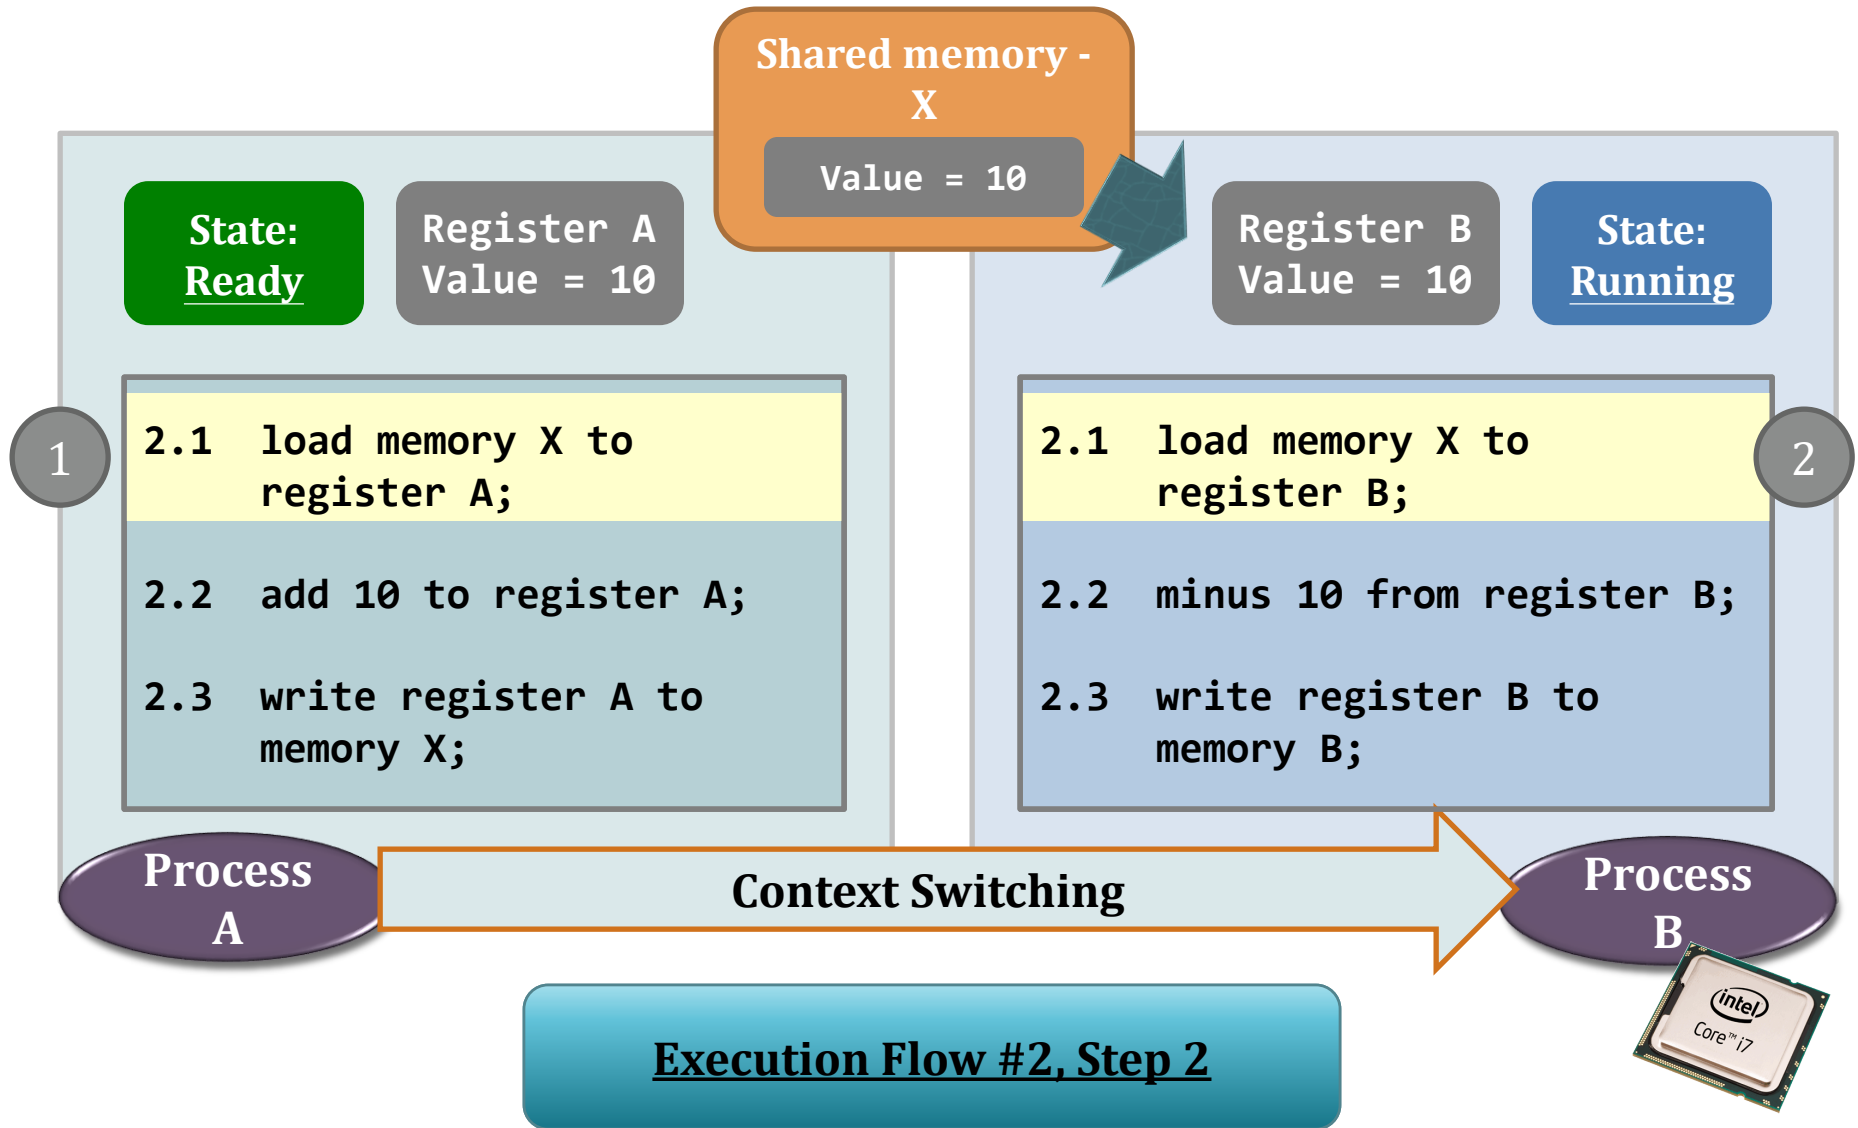 Shared memory -
X
Value = 10
State:
Ready
Register A
Value = 10
Register B
Value = 10
State:
Running
1
2.1 load memory X to
register A;
2.2 add 10 to register A;
2.3 write register A to
memory X;
2.1 load memory X to
register B;
2.2 minus 10 from register B;
2.3 write register B to
memory B;
2
Process
A
Context Switching
Process
B
intel
Core™ i7
Execution Flow #2, Step 2